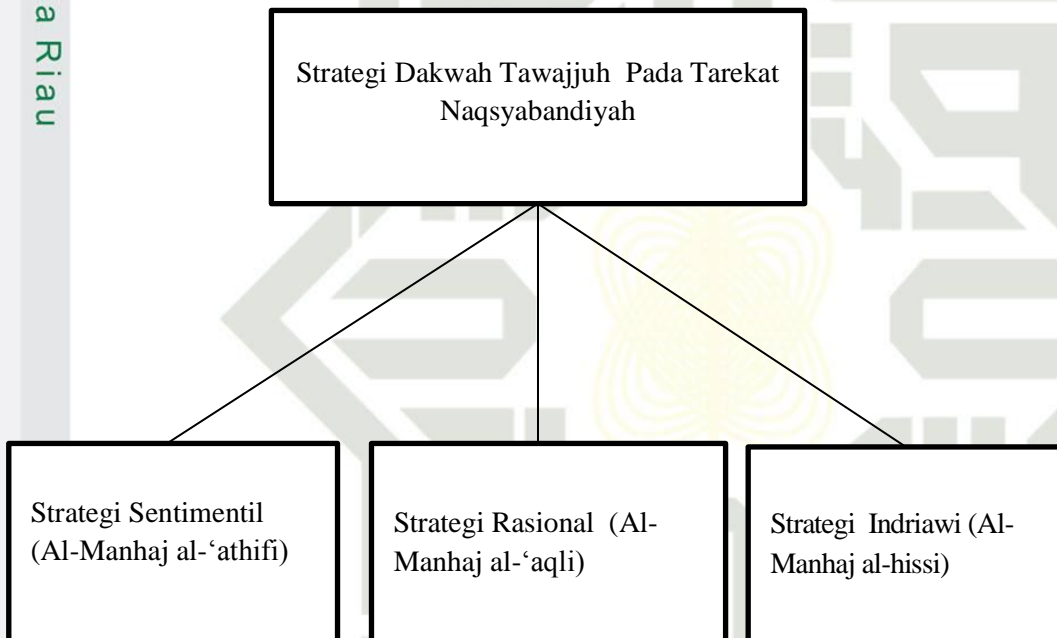 a Riau
Strategi Dakwah Tawajjuh Pada Tarekat
Naqsyabandiyah
Strategi Sentimentil
(Al-Manhaj al-‘athifi)
Strategi Rasional (Al-
Manhaj al-‘aqli)
Strategi Indriawi (Al-
Manhaj al-hissi)